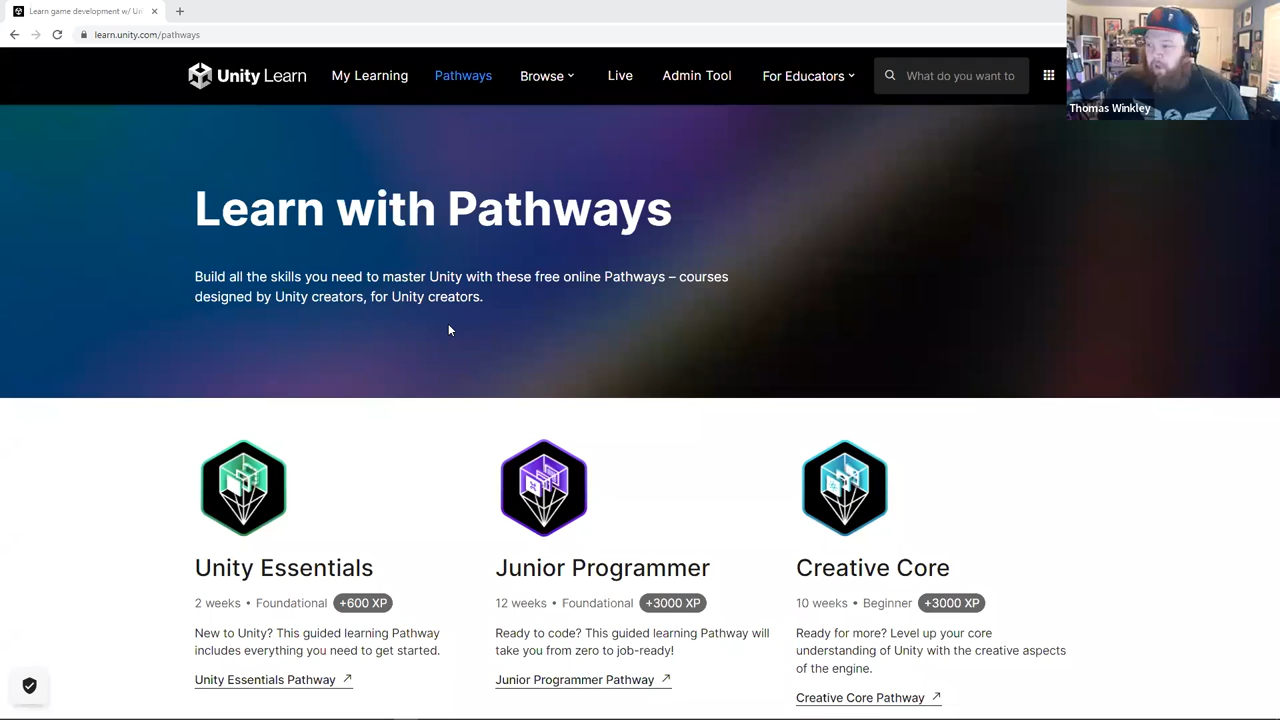 Learn game development w/ Un
learn.unity.com/pathways
Unity Learn
My Learning
Pathways
Browse
Live
Admin Tool
For Educators
What do you want to
Thomas Winkley
Learn with Pathways
Build all the skills you need to master Unity with these free online Pathways – courses
designed by Unity creators, for Unity creators.
Unity Essentials
2 weeks • Foundational +600 XP
New to Unity? This guided learning Pathway
includes everything you need to get started.
Unity Essentials Pathway
Junior Programmer
12 weeks • Foundational +3000 XP
Ready to code? This guided learning Pathway will
take you from zero to job-ready!
Junior Programmer Pathway
Creative Core
10 weeks • Beginner +3000 XP
Ready for more? Level up your core
understanding of Unity with the creative aspects
of the engine.
Creative Core Pathway